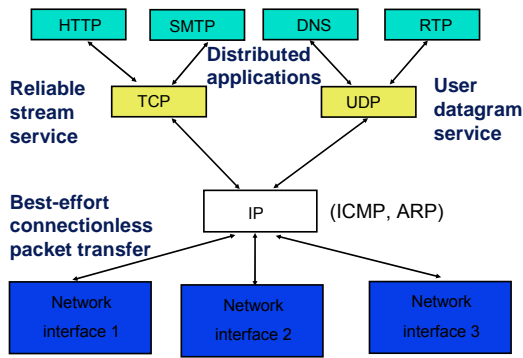 HTTP
SMTP
DNS
RTP
Distributed
applications
Reliable
stream
service
TCP
UDP
User
datagram
service
Best-effort
connectionless
packet transfer
IP
(ICMP, ARP)
Network
interface 1
Network
interface 2
Network
interface 3